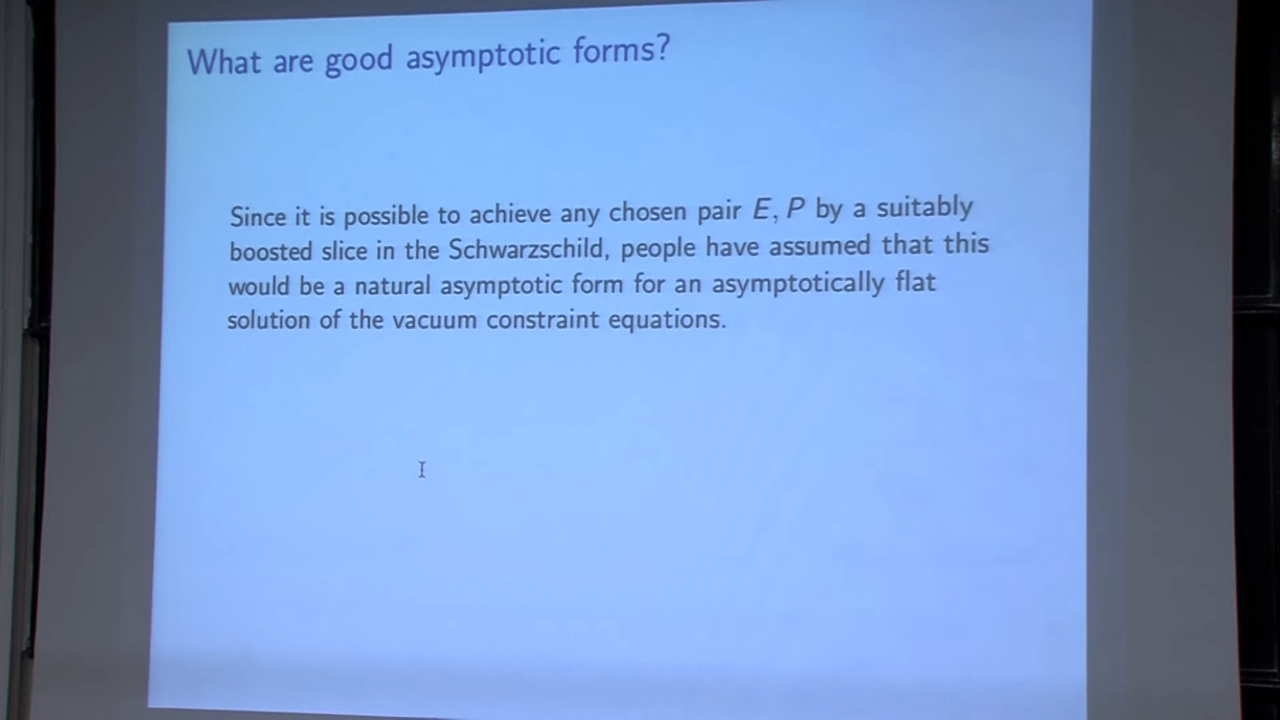 What are good asymptotic forms?
Since it is possible to achieve any chosen pair E, P by a suitably
boosted slice in the Schwarzschild, people have assumed that this
would be a natural asymptotic form for an asymptotically flat
solution of the vacuum constraint equations.